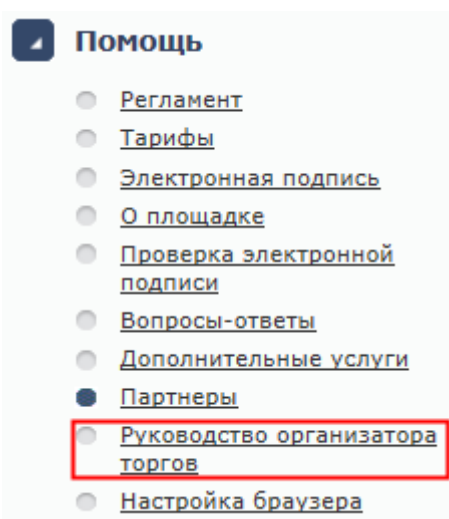 Помощь
Регламент
Тарифы
Электронная подпись
О площадке
Проверка электронной
подписи
Вопросы-ответы
Дополнительные услуги
Партнеры
Руководство организатора
торгов
Настройка браузера